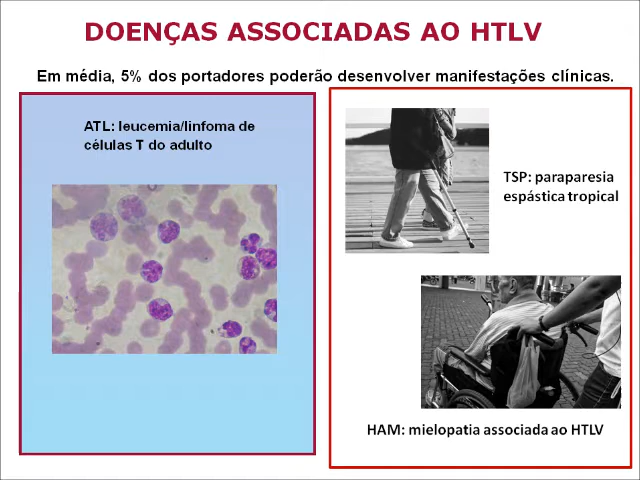 DOENÇAS ASSOCIADAS AO HTLV
Em média, 5% dos portadores poderão desenvolver manifestações clínicas.
ATL: leucemia/linfoma de
células T do adulto
TSP: paraparesia
espástica tropical
HAM: mielopatia associada ao HTLV